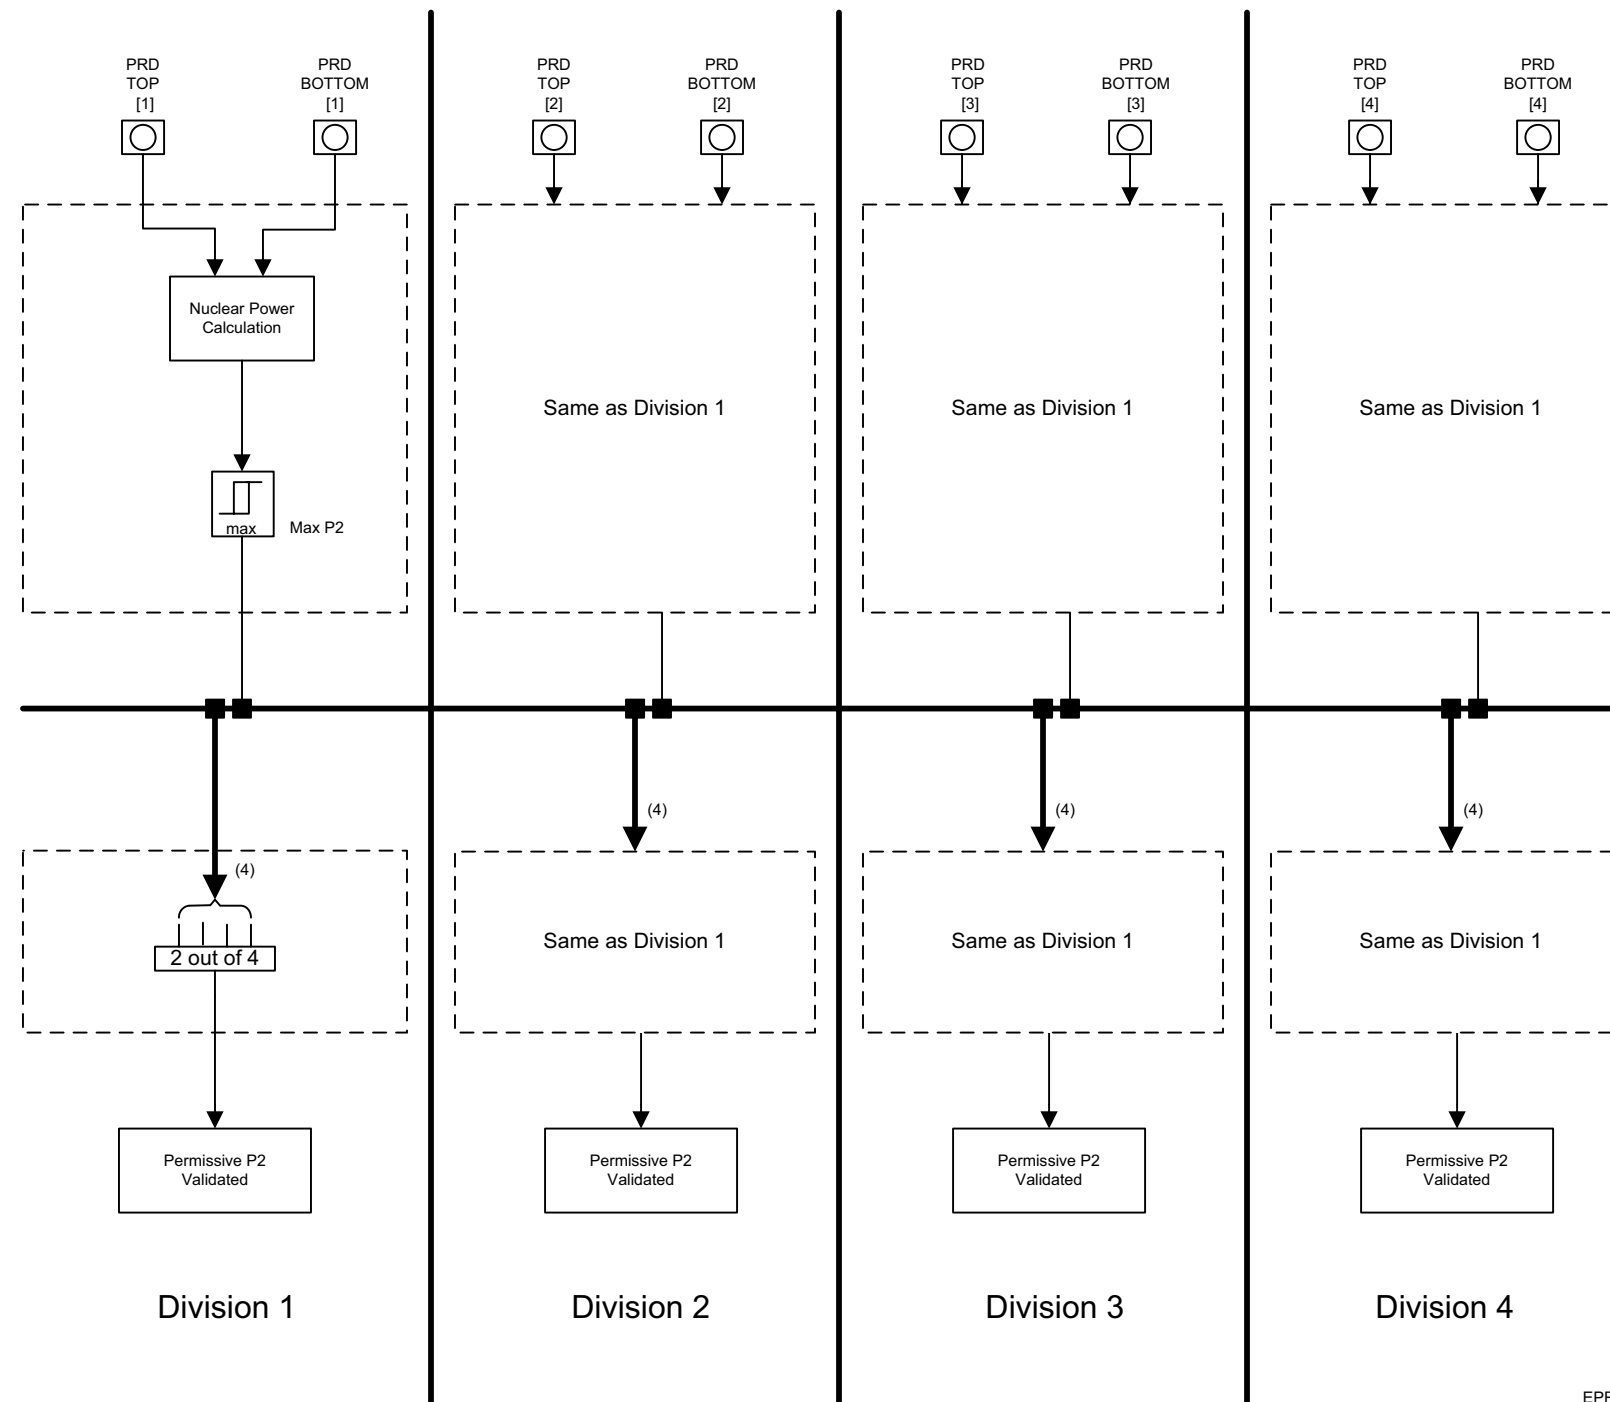 PRD
TOP
[1]
PRD
BOTTOM
[1]
PRD
TOP
[2]
PRD
BOTTOM
[2]
PRD
TOP
[3]
PRD
BOTTOM
[3]
PRD
TOP
[4]
PRD
BOTTOM
[4]
Nuclear Power
Calculation
max
Max P2
Same as Division 1
Same as Division 1
Same as Division 1
(4)
(4)
(4)
(4)
2 out of 4
Same as Division 1
Same as Division 1
Same as Division 1
Permissive P2
Validated
Permissive P2
Validated
Permissive P2
Validated
Permissive P2
Validated
Division 1
Division 2
Division 3
Division 4